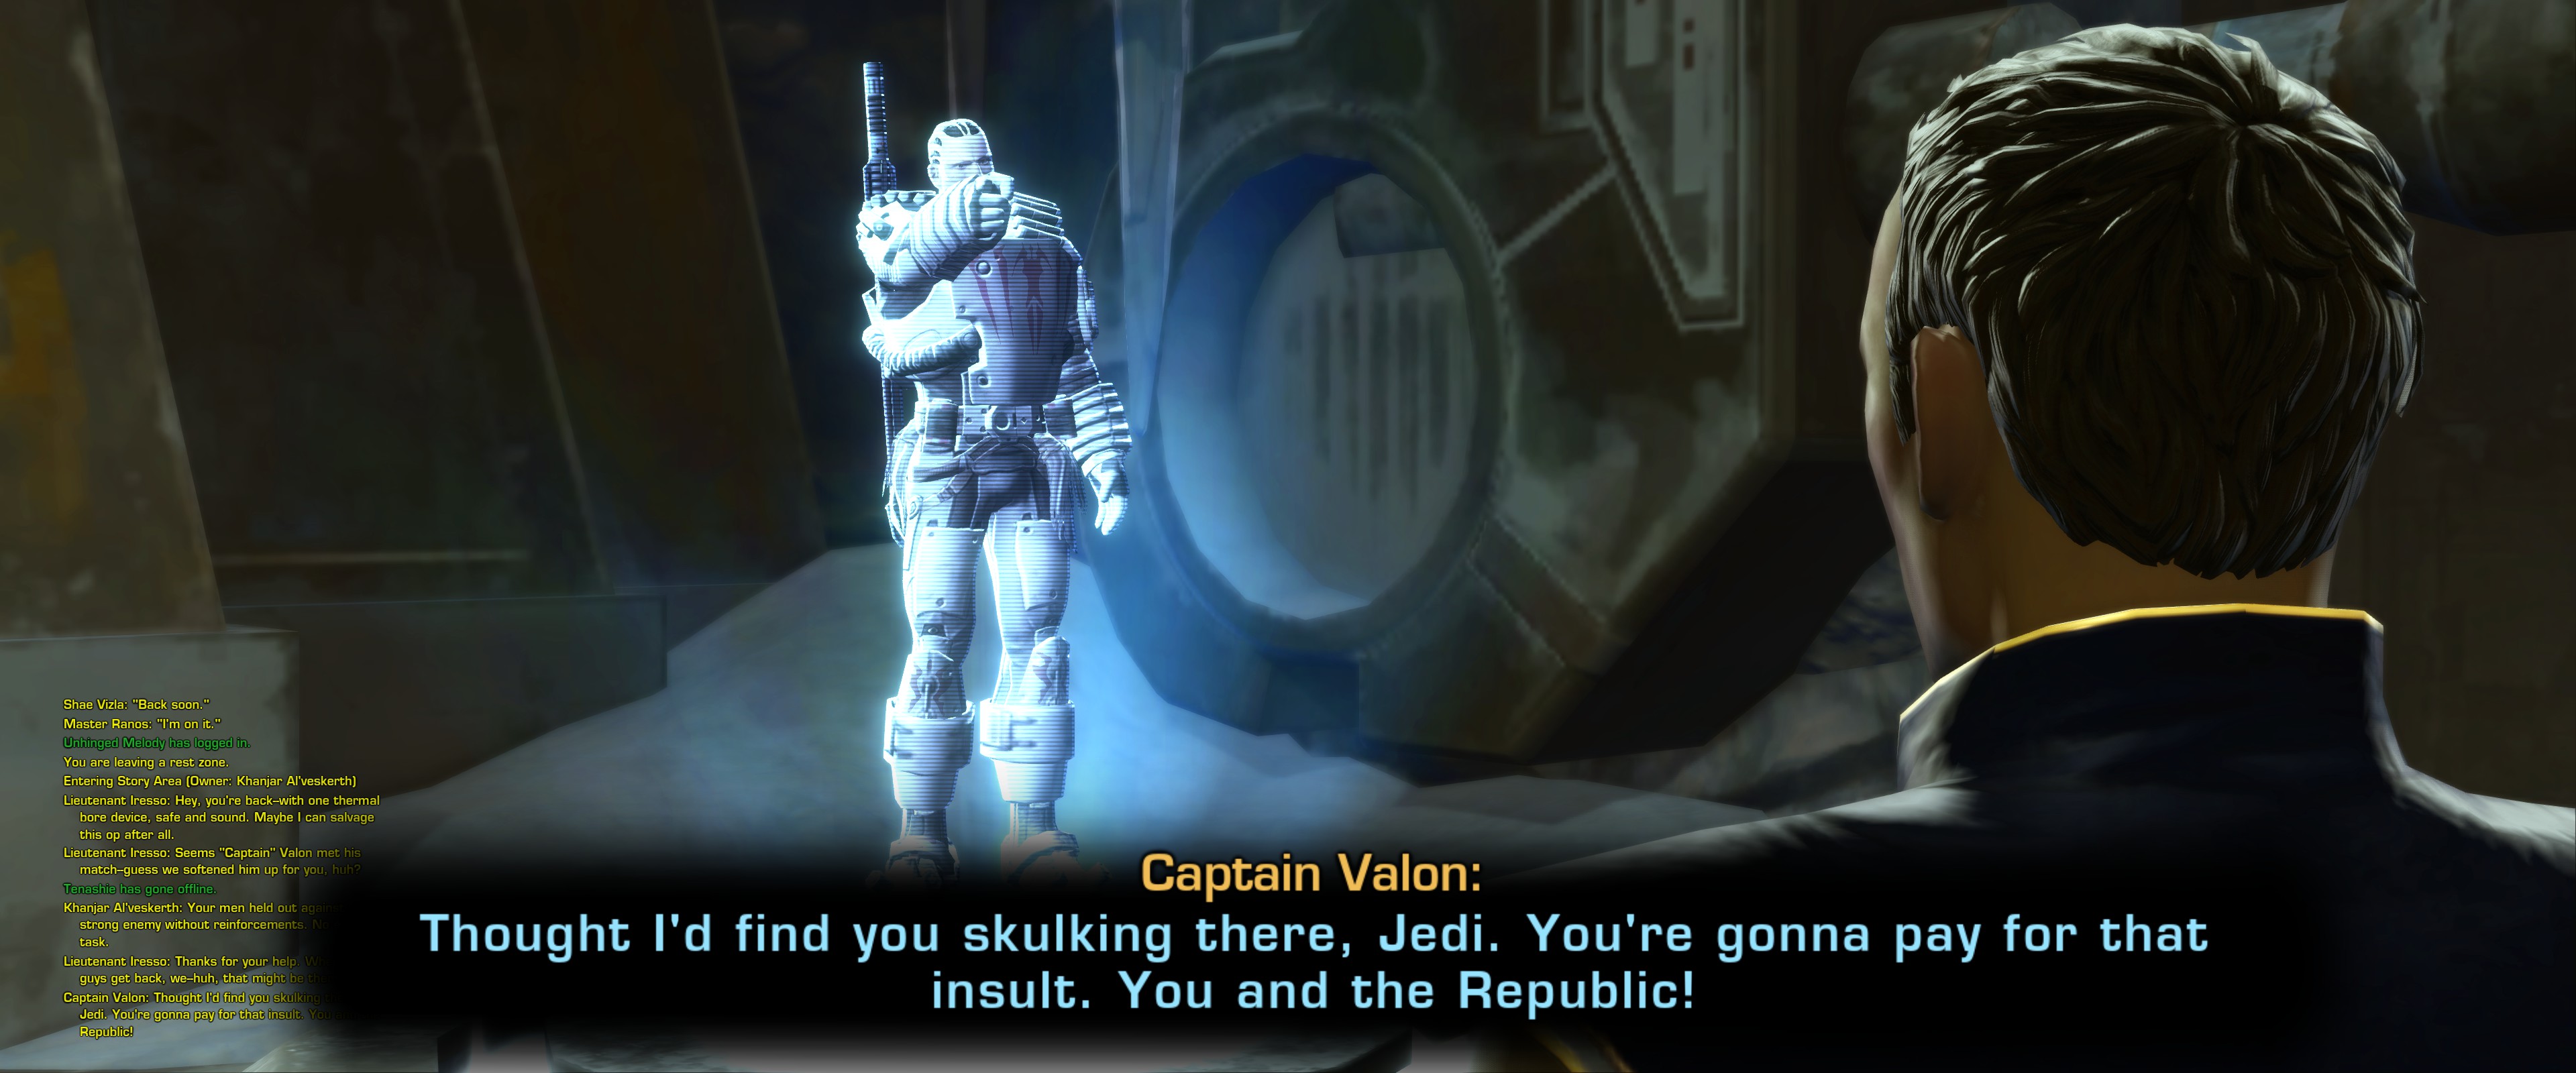 Shae Vizla: "Back soon."
Master Ranos: "I'm on it."
Unhinged Melody has logged in.
You are leaving a rest zone.
Entering Story Area (Owner: Khanjar Al'veskerth)
Lieutenant Iresso: Hey, you're back–with one thermal
bore device, safe and sound. Maybe I can salvage
this op after all.
Lieutenant Iresso: Seems "Captain" Valon met his
match–guess we softened him up for you, huh?
Tenashie has gone offline.
Khanjar Al'veskerth: Your men held out
strong enemy without reinforcements.
task.
Lieutenant Iresso: Thanks for your help.
guys get back, we–huh, that might be
Captain Valon: Thought I'd find you skulking
Jedi. You're gonna pay for that insult.
Republic!
Captain Valon:
Thought I'd find you skulking there, Jedi. You're gonna pay for that
insult. You and the Republic!